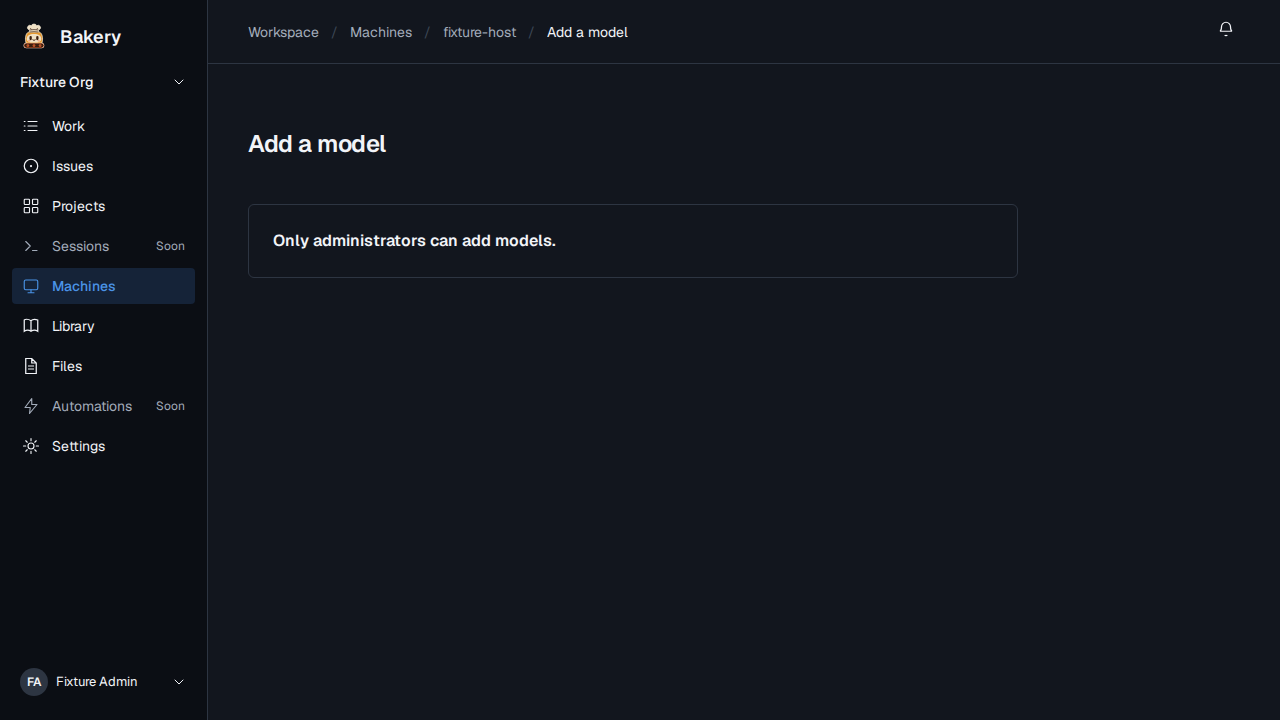 Bakery
Fixture Org
Work
Issues
Projects
Sessions Soon
Machines
Library
Files
Automations Soon
Settings
FA Fixture Admin
Workspace / Machines / fixture-host / Add a model
Add a model
Only administrators can add models.